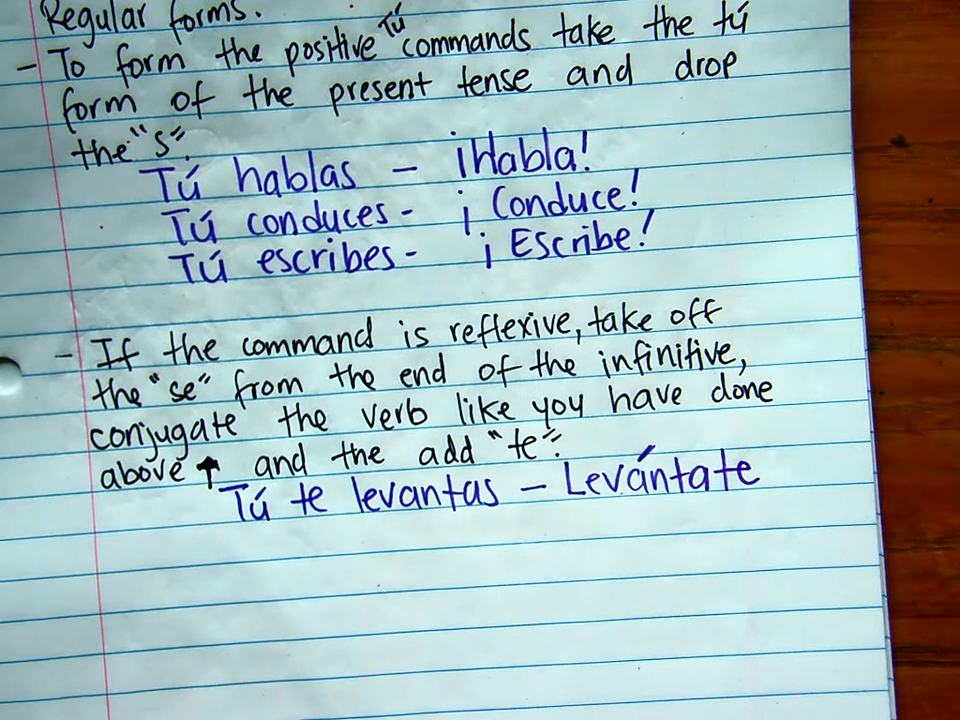 Regular forms.
- To form the positive Tú commands take the tú
form of the present tense and drop
the "s".
Tú hablas - ¡Habla!
Tú conduces - ¡Conduce!
Tú escribes - ¡Escribe!
- If the command is reflexive, take off
the "se" from the end of the infinitive,
conjugate the verb like you have done
above ↑ and the add "te".
Tú te levantas - Levántate